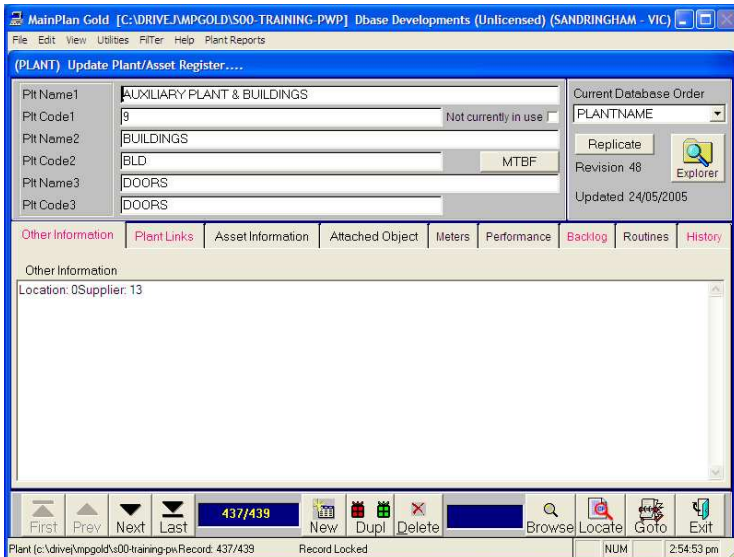 MainPlan Gold [C:\DRIVEJ\MPGOLD\S00-TRAINING-PWP] Dbase Developments (Unlicensed) (SANDRINGHAM - VIC)
File Edit View Utilities FilTer Help Plant Reports
(PLANT) Update Plant/Asset Register....
Plt Name1 AUXILIARY PLANT & BUILDINGS
Plt Code1 9 Not currently in use
Plt Name2 BUILDINGS
Plt Code2 BLD MTBF
Plt Name3 DOORS
Plt Code3 DOORS
Current Database Order
PLANTNAME
Replicate
Revision 48
Explorer
Updated 24/05/2005
Other Information Plant Links Asset Information Attached Object Meters Performance Backlog Routines History
Other Information
Location: 0Supplier: 13
First Prev Next Last 437/439 New Dupl Delete Browse Locate Goto Exit
Plant (c:\drivej\mpgold\s00-training-pw Record: 437/439 Record Locked NUM 2:54:53 pm